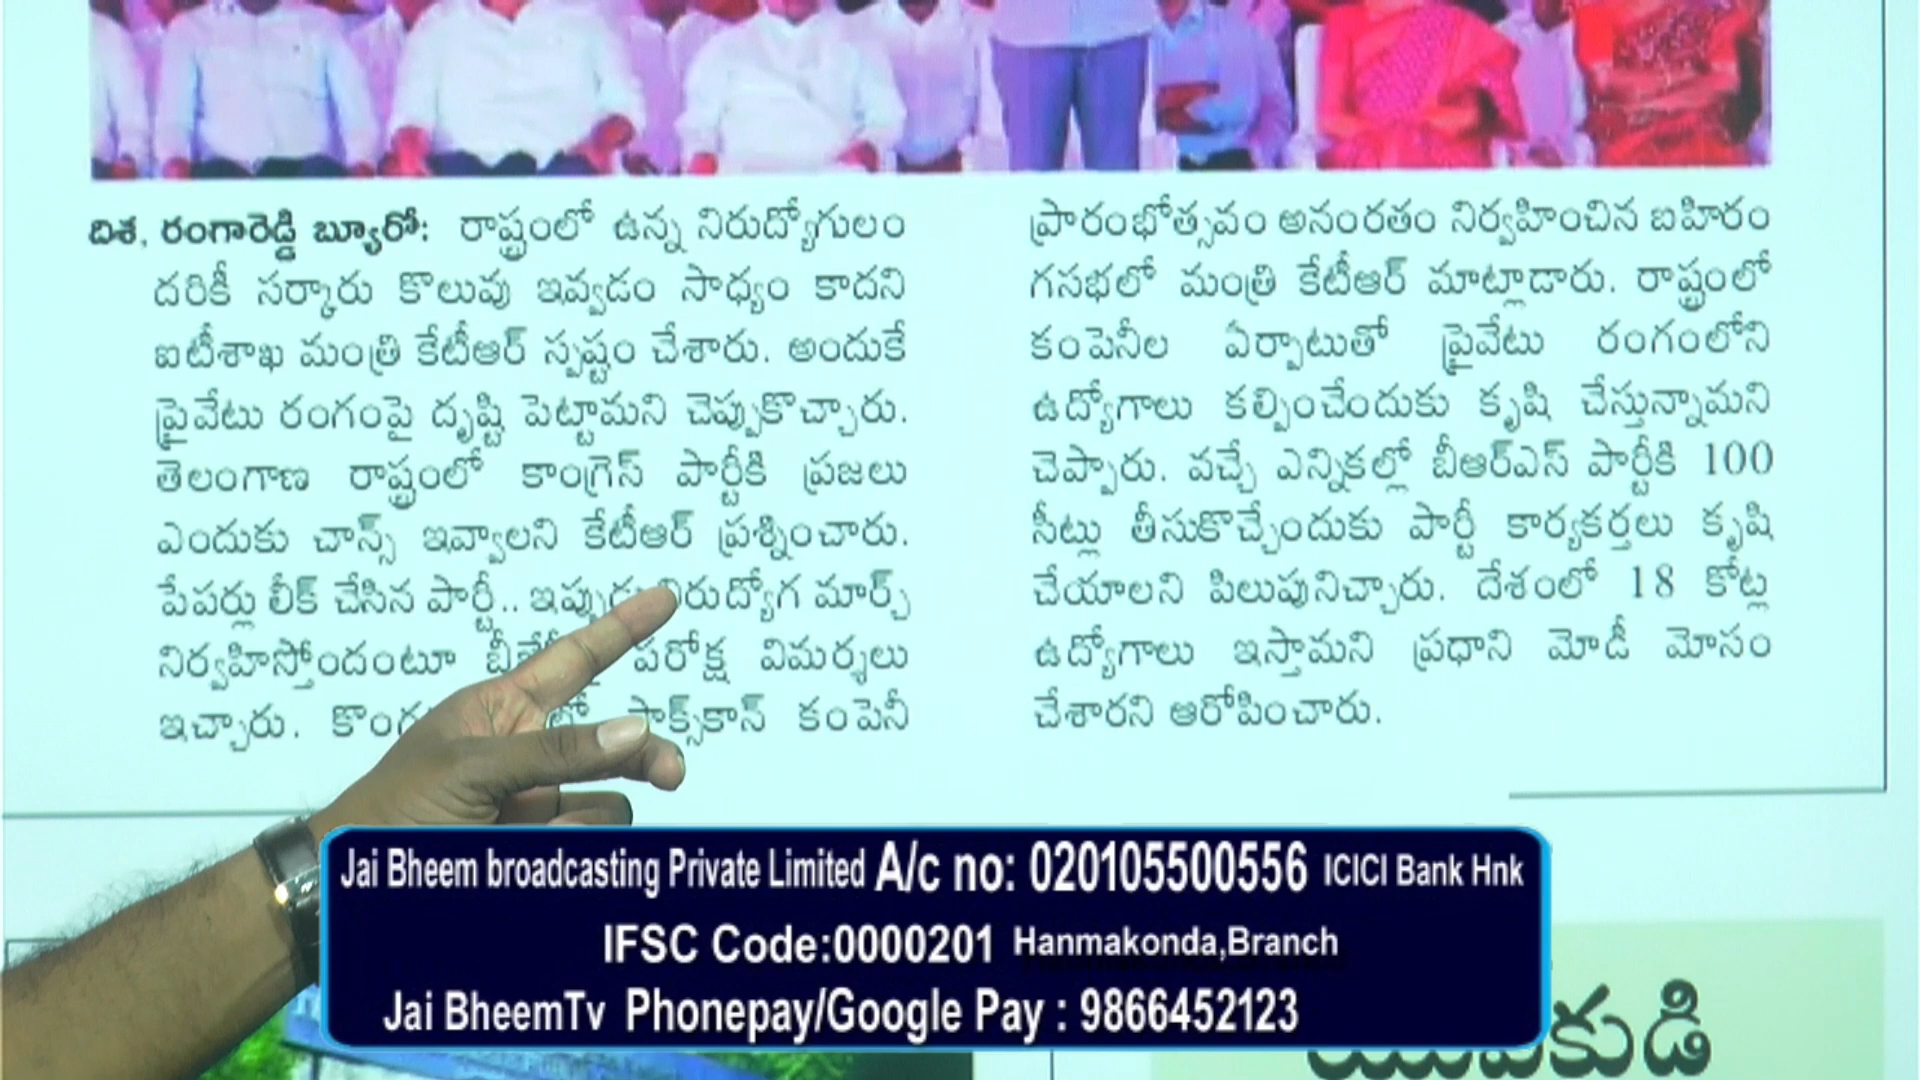 దిశ, రంగారెడ్డి బ్యూరో: రాష్ట్రంలో ఉన్న నిరుద్యోగులం
దరికీ సర్కారు కొలువు ఇవ్వడం సాధ్యం కాదని
ఐటీశాఖ మంత్రి కేటీఆర్ స్పష్టం చేశారు. అందుకే
ప్రైవేటు రంగంపై దృష్టి పెట్టామని చెప్పుకొచ్చారు.
తెలంగాణ రాష్ట్రంలో కాంగ్రెస్ పార్టీకి ప్రజలు
ఎందుకు చాన్స్ ఇవ్వాలని కేటీఆర్ ప్రశ్నించారు.
పేపర్లు లీక్ చేసిన పార్టీ.. ఇప్పుడు నిరుద్యోగ మార్చ్
నిర్వహిస్తోందంటూ పరోక్ష విమర్శలు
ఇచ్చారు. కంపెనీ
ప్రారంభోత్సవం అనంరతం నిర్వహించిన బహిరం
గసభలో మంత్రి కేటీఆర్ మాట్లాడారు. రాష్ట్రంలో
కంపెనీల ఏర్పాటుతో ప్రైవేటు రంగంలోని
ఉద్యోగాలు కల్పించేందుకు కృషి చేస్తున్నామని
చెప్పారు. వచ్చే ఎన్నికల్లో బీఆర్ఎస్ పార్టీకి 100
సీట్లు తీసుకొచ్చేందుకు పార్టీ కార్యకర్తలు కృషి
చేయాలని పిలుపునిచ్చారు. దేశంలో 18 కోట్ల
ఉద్యోగాలు ఇస్తామని ప్రధాని మోడీ మోసం
చేశారని ఆరోపించారు.
Jai Bheem broadcasting Private Limited A/c no: 020105500556 ICICI Bank Hnk
IFSC Code:0000201 Hanmakonda,Branch
Jai BheemTv Phonepay/Google Pay : 9866452123